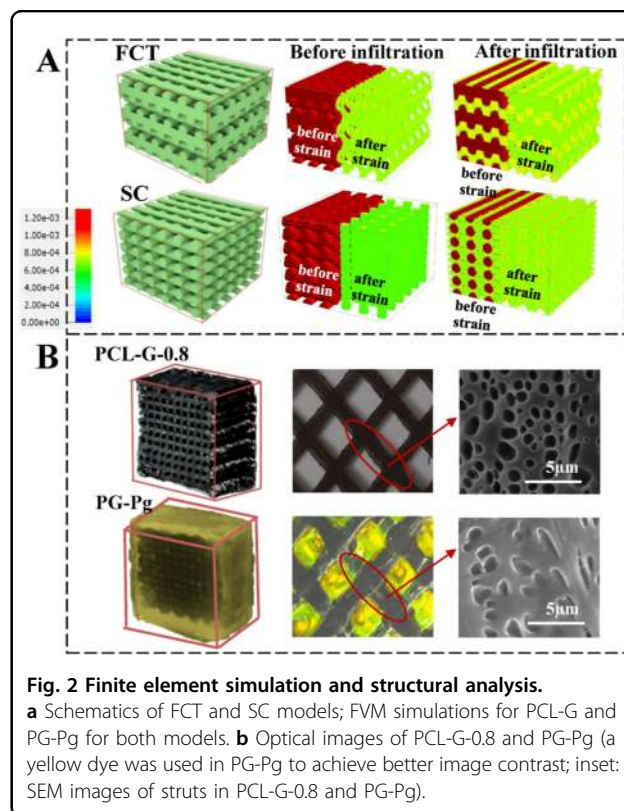 A
FCT
Before infiltration
After infiltration
before strain
after strain
before strain
after strain
SC
1.20e-03
1.00e-03
8.00e-04
6.00e-04
4.00e-04
2.00e-04
0.00e+00
before strain
after strain
before strain
after strain
B
PCL-G-0.8
5μm
PG-Pg
5μm
Fig. 2 Finite element simulation and structural analysis.
a Schematics of FCT and SC models; FVM simulations for PCL-G and
PG-Pg for both models. b Optical images of PCL-G-0.8 and PG-Pg (a
yellow dye was used in PG-Pg to achieve better image contrast; inset:
SEM images of struts in PCL-G-0.8 and PG-Pg).